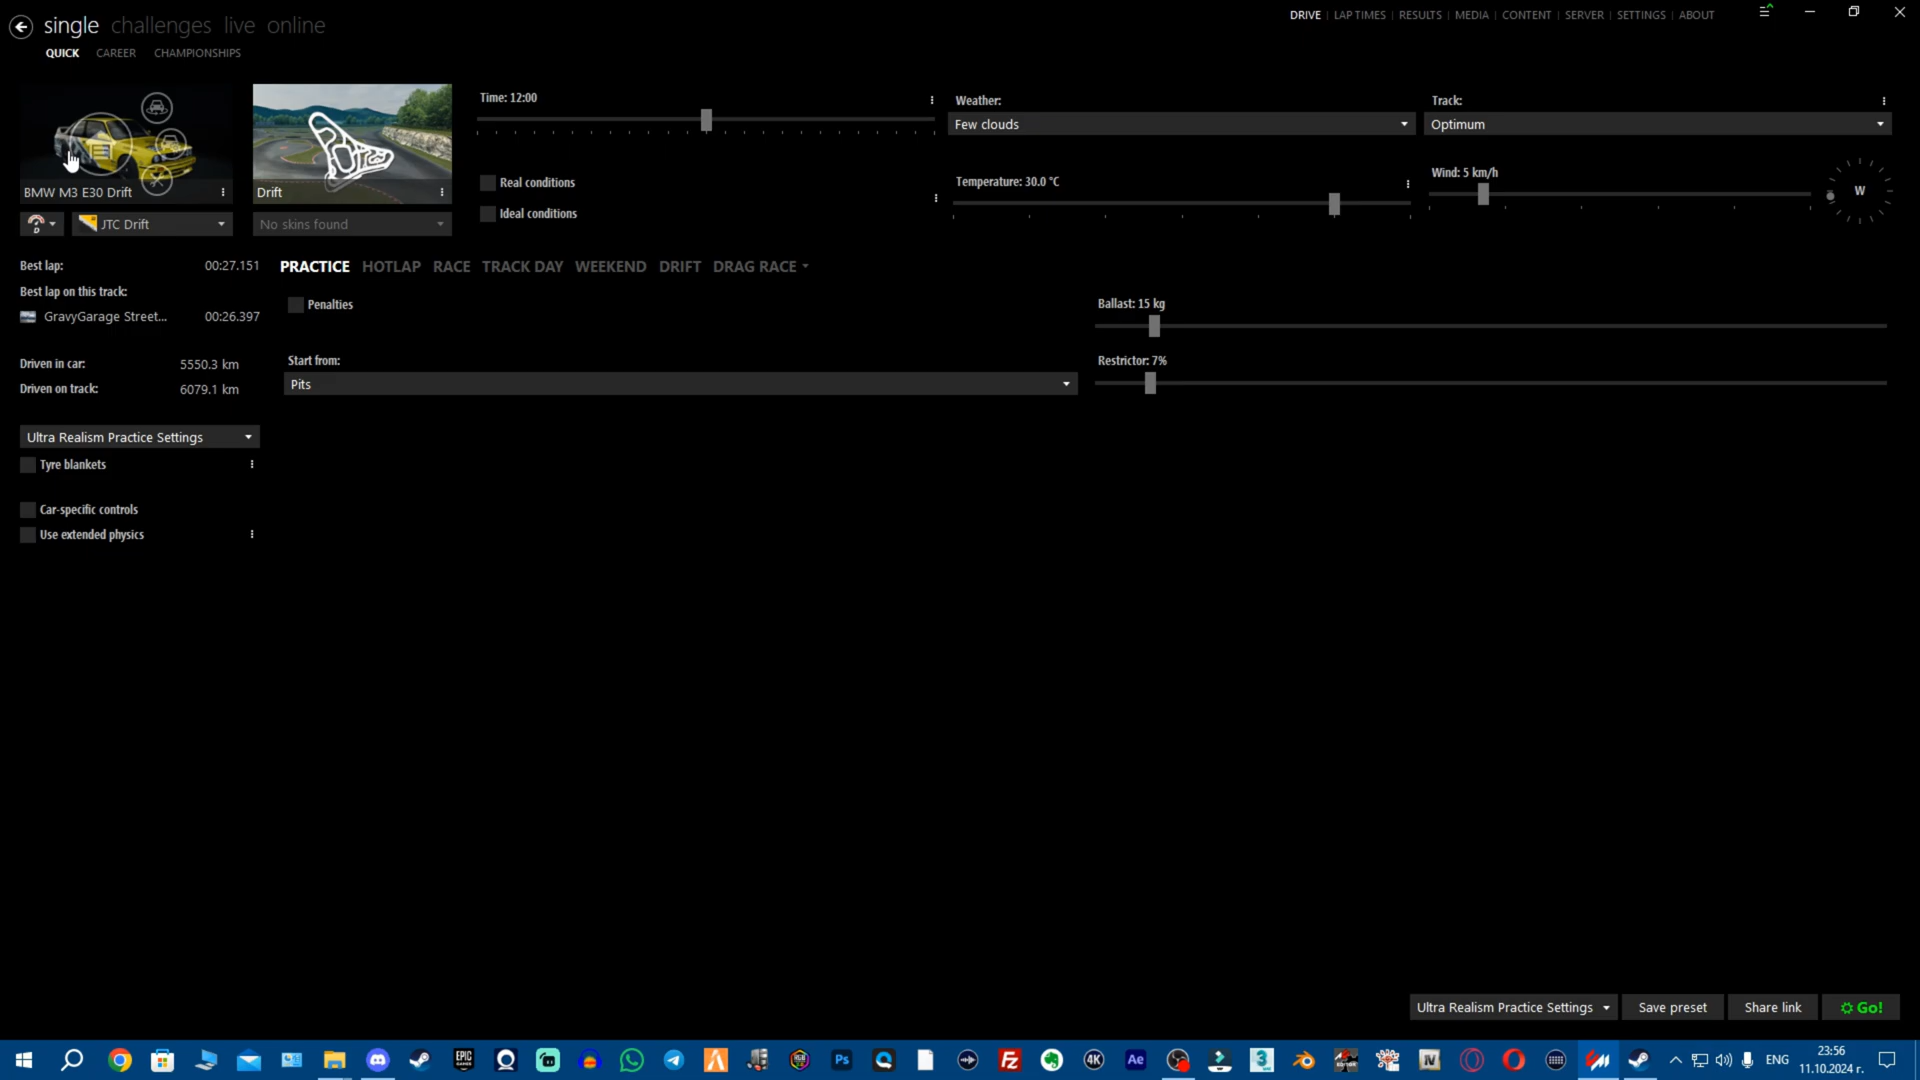 single challenges live online
DRIVE LAP TIMES RESULTS MEDIA CONTENT SERVER SETTINGS ABOUT
QUICK CAREER CHAMPIONSHIPS
BMW M3 E30 Drift
JTC Drift
Drift
No skins found
Time: 12:00
Real conditions
Ideal conditions
Weather:
Few clouds
Temperature: 30.0 °C
Track:
Optimum
Wind: 5 km/h
W
Best lap: 00:27.151
Best lap on this track:
GravyGarage Street... 00:26.397
Driven in car: 5550.3 km
Driven on track: 6079.1 km
Ultra Realism Practice Settings
Tyre blankets
Car-specific controls
Use extended physics
PRACTICE HOTLAP RACE TRACK DAY WEEKEND DRIFT DRAG RACE
Penalties
Start from:
Pits
Ballast: 15 kg
Restrictor: 7%
Ultra Realism Practice Settings Save preset Share link Go!
ENG
23:56
11.10.2024 г.